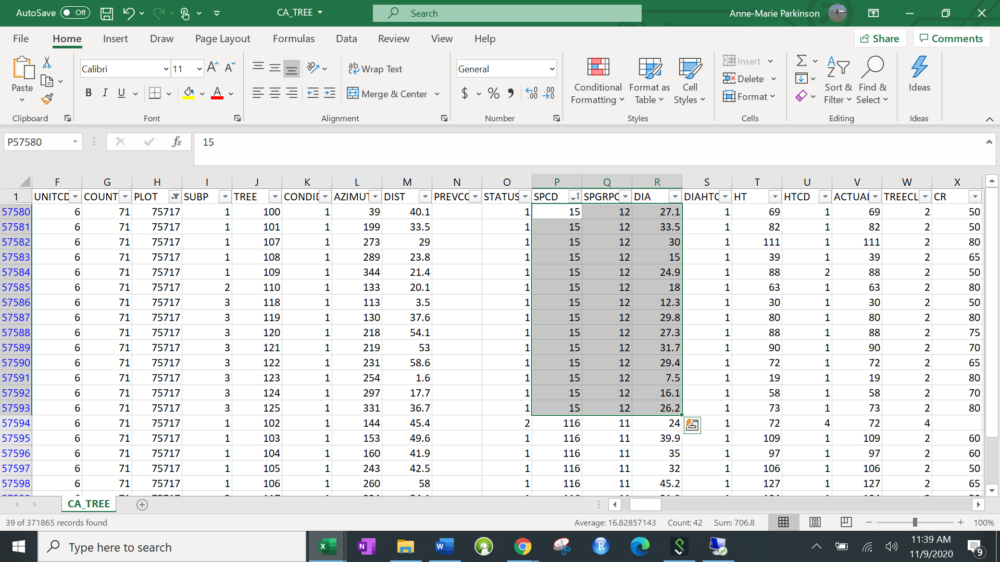 AutoSave Off CA_TREE Search Anne-Marie Parkinson
File Home Insert Draw Page Layout Formulas Data Review View Help Share Comments
Paste Calibri 11 A A Wrap Text General Conditional Formatting Format as Table Cell Styles Insert Delete Format Sort & Filter Find & Select Ideas
B I U A Merge & Center $ % , .00
Clipboard Font Alignment Number Styles Cells Editing Ideas
P57580 fx 15
F G H I J K L M N O P Q R S T U V W X
1 UNITCD COUNT PLOT SUBP TREE CONDID AZIMUT DIST PREVCC STATUS SPCD SPGRPC DIA DIAHTC HT HTCD ACTUAL TREECL CR
57580 6 71 75717 1 100 1 39 40.1 1 15 12 27.1 1 69 1 69 2 50
57581 6 71 75717 1 101 1 199 33.5 1 15 12 33.5 1 82 1 82 2 50
57582 6 71 75717 1 107 1 273 29 1 15 12 30 1 111 1 111 2 80
57583 6 71 75717 1 108 1 289 23.8 1 15 12 15 1 39 1 39 2 65
57584 6 71 75717 1 109 1 344 21.4 1 15 12 24.9 1 88 2 88 2 50
57585 6 71 75717 2 110 1 133 20.1 1 15 12 18 1 63 1 63 2 80
57586 6 71 75717 3 118 1 113 3.5 1 15 12 12.3 1 30 1 30 2 50
57587 6 71 75717 3 119 1 130 37.6 1 15 12 29.8 1 80 1 80 2 80
57588 6 71 75717 3 120 1 218 54.1 1 15 12 27.3 1 88 1 88 2 75
57589 6 71 75717 3 121 1 219 53 1 15 12 31.7 1 90 1 90 2 70
57590 6 71 75717 3 122 1 231 58.6 1 15 12 29.4 1 72 1 72 2 65
57591 6 71 75717 3 123 1 254 1.6 1 15 12 7.5 1 19 1 19 2 80
57592 6 71 75717 3 124 1 297 17.7 1 15 12 16.1 1 58 1 58 2 70
57593 6 71 75717 3 125 1 331 36.7 1 15 12 26.2 1 73 1 73 2 80
57594 6 71 75717 1 102 1 144 45.4 2 116 11 24 1 72 4 72 4
57595 6 71 75717 1 103 1 153 49.6 1 116 11 39.9 1 109 1 109 2 60
57596 6 71 75717 1 104 1 160 41.9 1 116 11 35 1 97 1 97 2 60
57597 6 71 75717 1 105 1 243 42.5 1 116 11 32 1 106 1 106 2 50
57598 6 71 75717 1 106 1 260 58 1 116 11 45.2 1 127 1 127 2 65
CA_TREE
39 of 371865 records found Average: 16.82857143 Count: 42 Sum: 706.8 100%
Type here to search 11:39 AM
11/9/2020 9